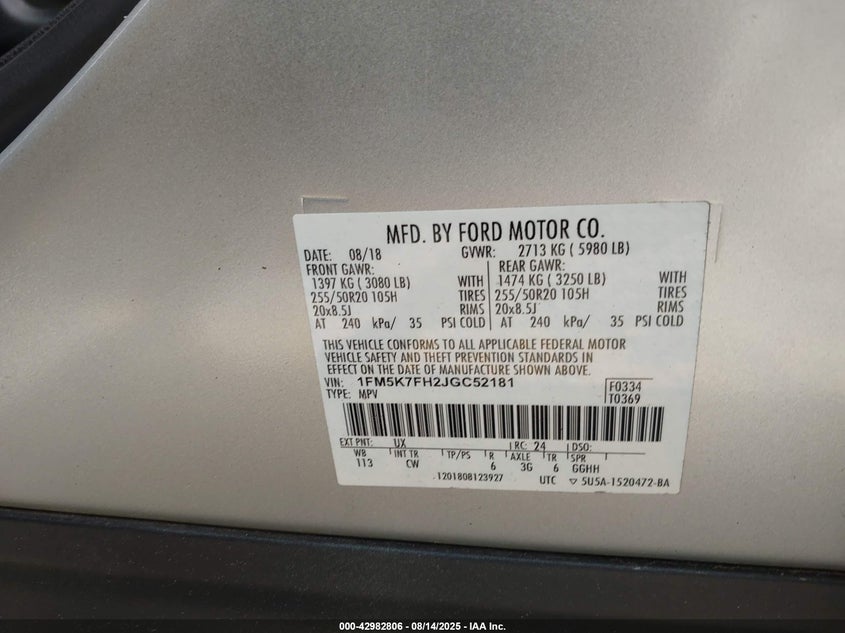 MFD. BY FORD MOTOR CO.
DATE: 08/18 GVWR: 2713 KG ( 5980 LB)
FRONT GAWR: REAR GAWR:
1397 KG ( 3080 LB) WITH 1474 KG ( 3250 LB) WITH
255/50R20 105H TIRES 255/50R20 105H TIRES
20x8.5J RIMS 20x8.5J RIMS
AT 240 kPa/ 35 PSI COLD AT 240 kPa/ 35 PSI COLD
THIS VEHICLE CONFORMS TO ALL APPLICABLE FEDERAL MOTOR
VEHICLE SAFETY AND THEFT PREVENTION STANDARDS IN
EFFECT ON THE DATE OF MANUFACTURE SHOWN ABOVE.
VIN: 1FM5K7FH2JGC52181 F0334
TYPE: MPV T0369
EXT PNT: UX RC: 24 DSO:
WB INT TR TP/PS R AXLE TR SPR
113 CW 6 3G 6 GGHH
1201808123927 UTC ▽ 5U5A-1520472-BA
000-42982806 - 08/14/2025 - IAA Inc.